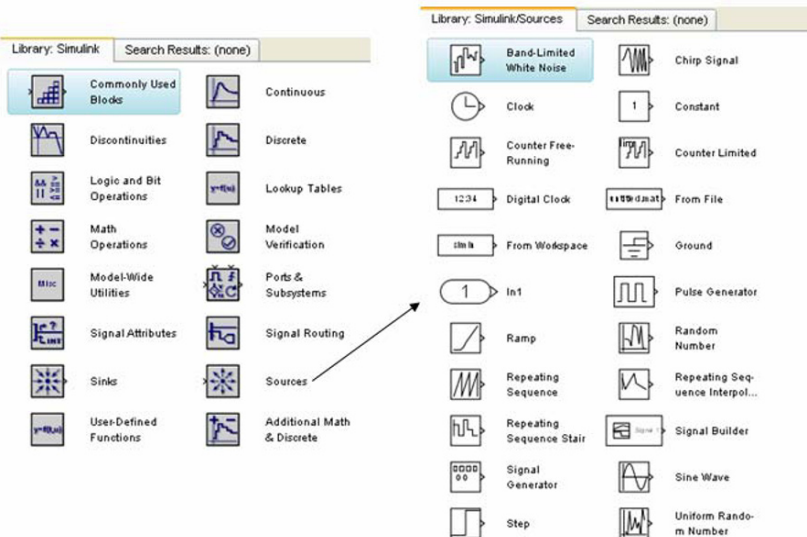 Library: Simulink
Search Results: (none)
Commonly Used
Blocks
Continuous
Discontinuities
Discrete
Logic and Bit
Operations
Lookup Tables
Math
Operations
Model
Verification
Misc
Model-Wide
Utilities
Ports &
Subsystems
Signal Attributes
Signal Routing
Sinks
Sources
User-Defined
Functions
Additional Math
& Discrete
Library: Simulink/Sources
Search Results: (none)
Band-Limited
White Noise
Chirp Signal
Clock
1
Constant
Counter Free-
Running
Counter Limited
12:34
Digital Clock
From File
From Workspace
Ground
1
In1
Pulse Generator
Ramp
Random
Number
Repeating
Sequence
Repeating Seq-
uence Interpol...
Repeating
Sequence Stair
Signal Builder
Signal
Generator
Sine Wave
Step
Uniform Rando-
m Number